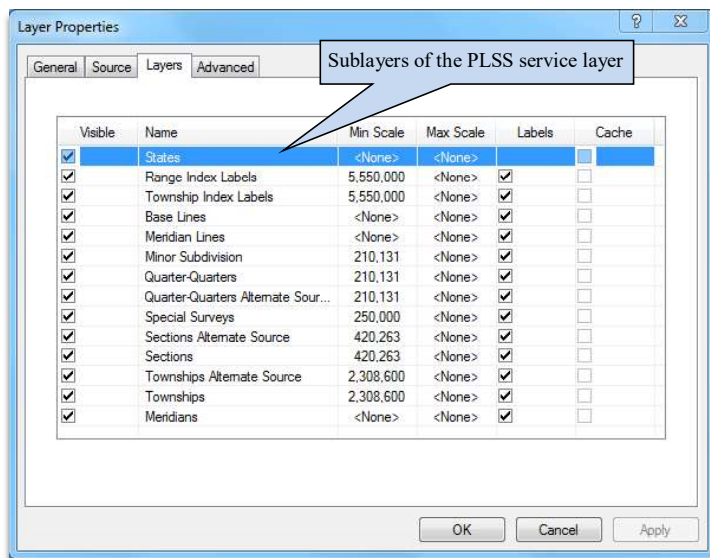 Layer Properties
Sublayers of the PLSS service layer
General Source Layers Advanced
Visible Name Min Scale Max Scale Labels Cache
States <None> <None>
Range Index Labels 5,550,000 <None>
Township Index Labels 5,550,000 <None>
Base Lines <None> <None>
Meridian Lines <None> <None>
Minor Subdivision 210,131 <None>
Quarter-Quarters 210,131 <None>
Quarter-Quarters Alternate Sour... 210,131 <None>
Special Surveys 250,000 <None>
Sections Alternate Source 420,263 <None>
Sections 420,263 <None>
Townships Alternate Source 2,308,600 <None>
Townships 2,308,600 <None>
Meridians <None> <None>
OK Cancel Apply